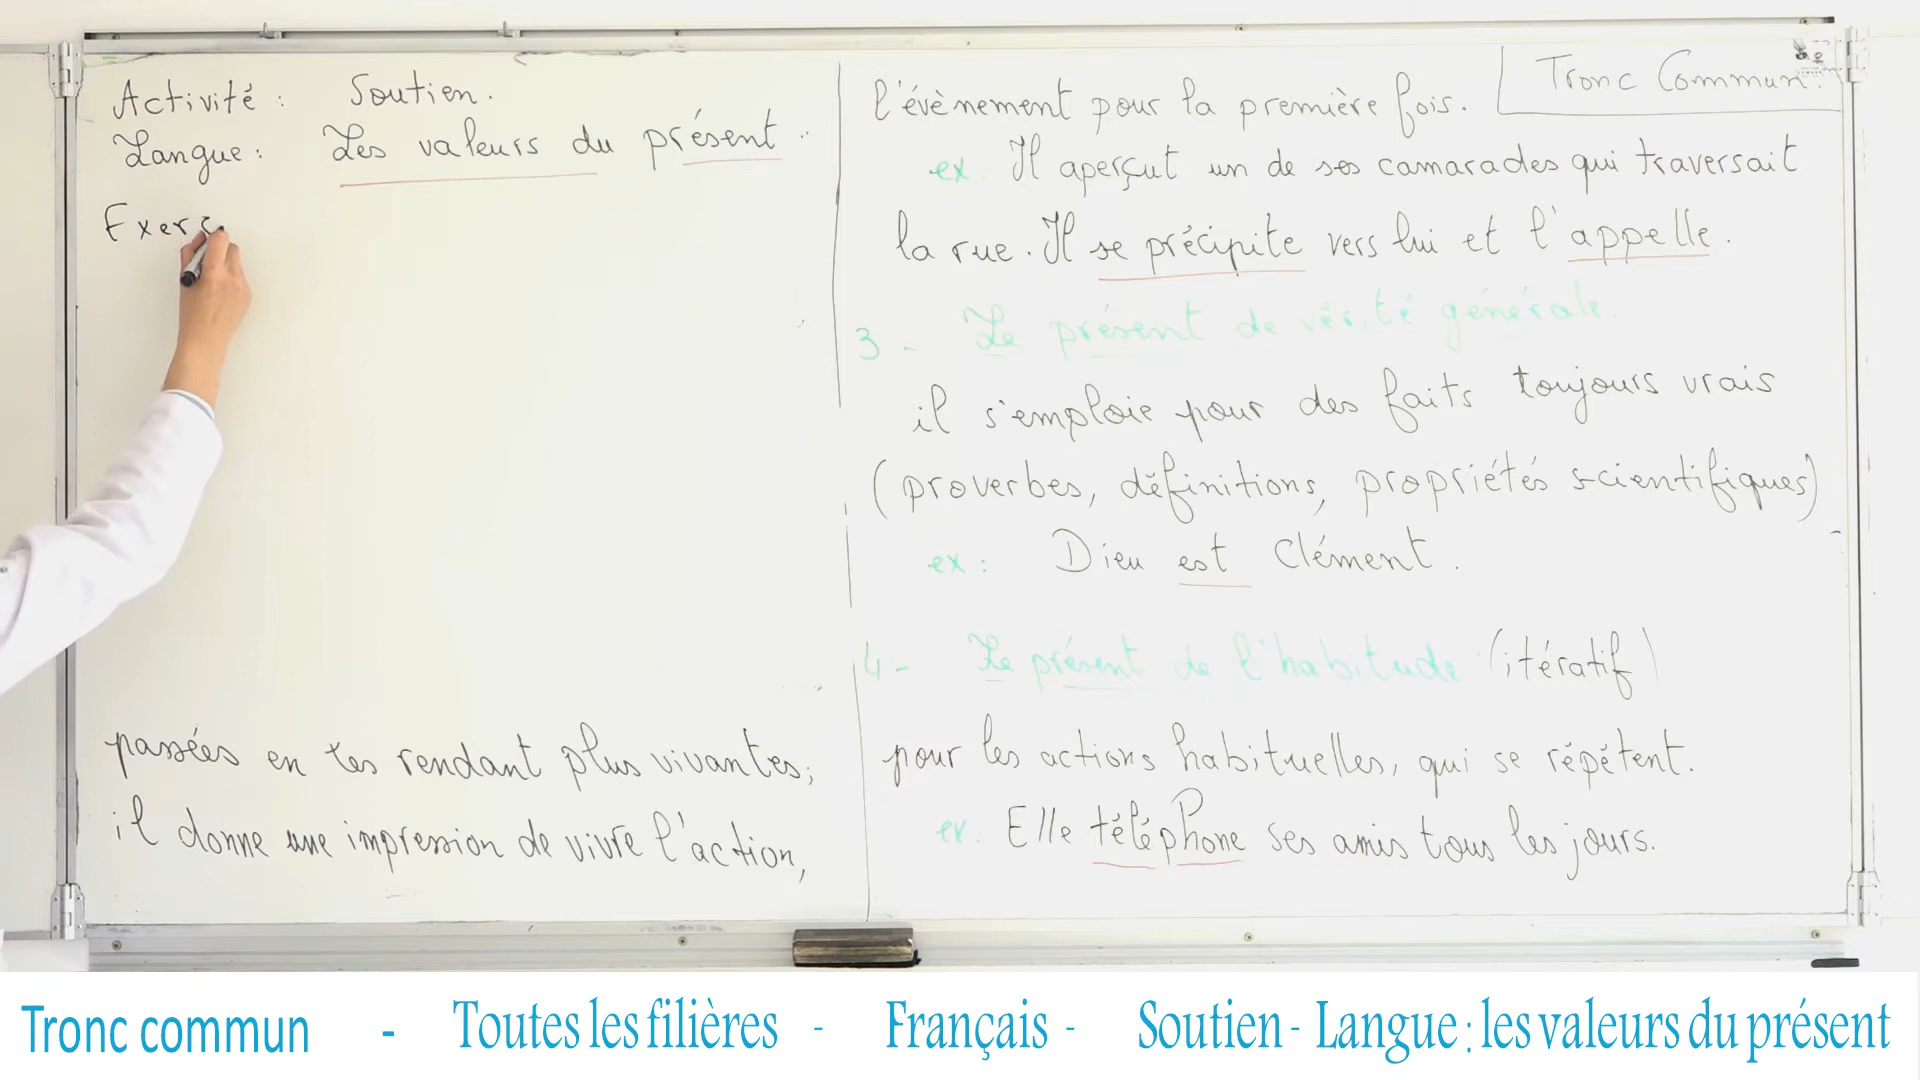 Activité : Soutien.
Langue : Les valeurs du présent.
Exerc
passées en les rendant plus vivantes;
il donne une impression de vivre l'action,
Tronc Commun.
l'évènement pour la première fois.
ex. Il aperçut un de ses camarades qui traversait
la rue. Il se précipite vers lui et l'appelle.
3 - Le présent de vérité générale.
il s'emploie pour des faits toujours vrais
(proverbes, définitions, propriétés scientifiques)
ex : Dieu est Clément.
4 - Le présent de l'habitude (itératif)
pour les actions habituelles, qui se répètent.
ex : Elle téléphone ses amis tous les jours.
Tronc commun - Toutes les filières - Français - Soutien - Langue : les valeurs du présent